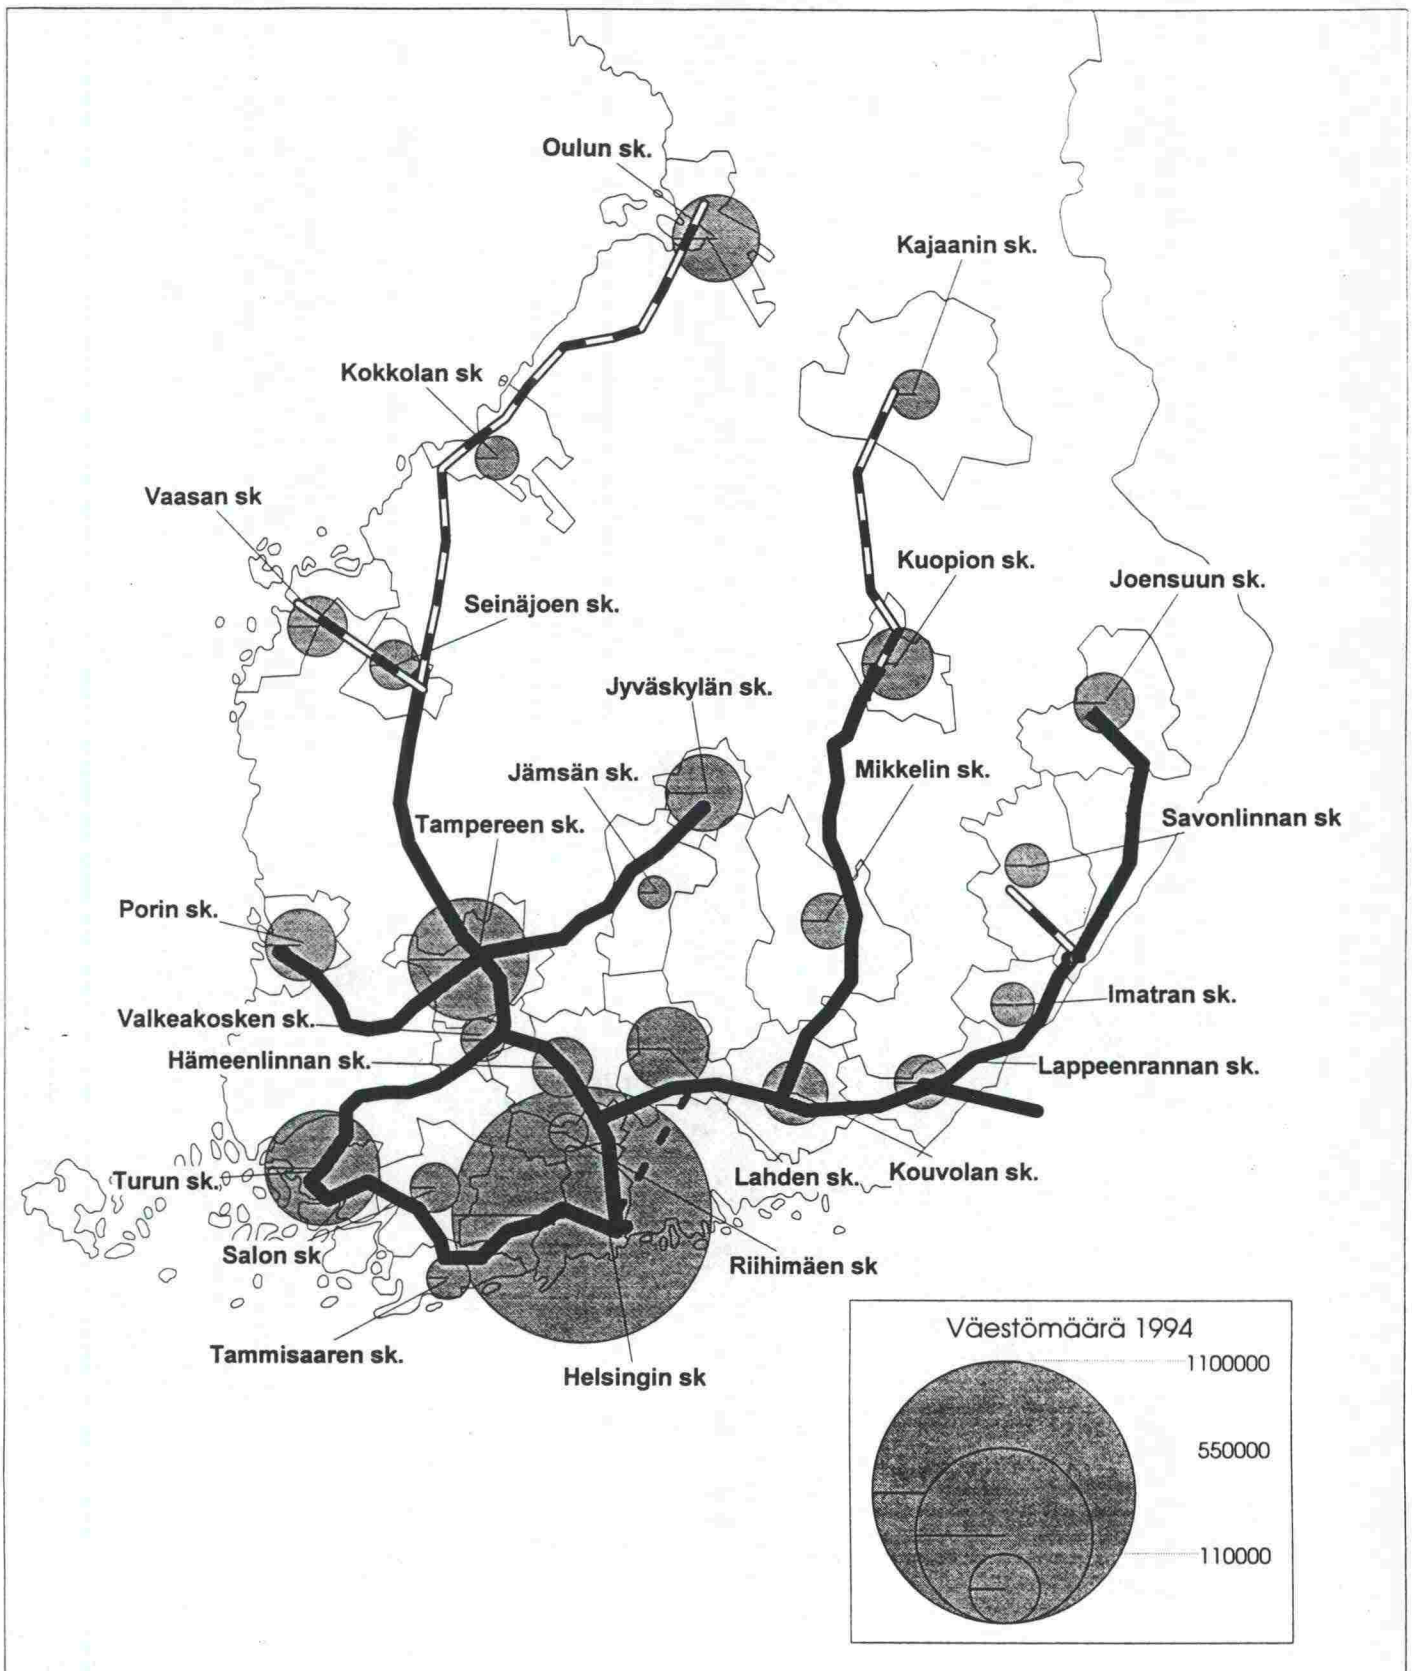 Oulun sk.
Kajaanin sk.
Kokkolan sk
Vaasan sk
Kuopion sk.
Joensuun sk.
Seinäjoen sk.
Jyväskylän sk.
Jämsän sk.
Mikkelin sk.
Savonlinnan sk
Tampereen sk.
Porin sk.
Imatran sk.
Valkeakosken sk.
Hämeenlinnan sk.
Lappeenrannan sk.
Turun sk.
Lahden sk.
Kouvolan sk.
Salon sk
Riihimäen sk
Tammisaaren sk.
Helsingin sk
Väestömäärä 1994
1100000
550000
110000